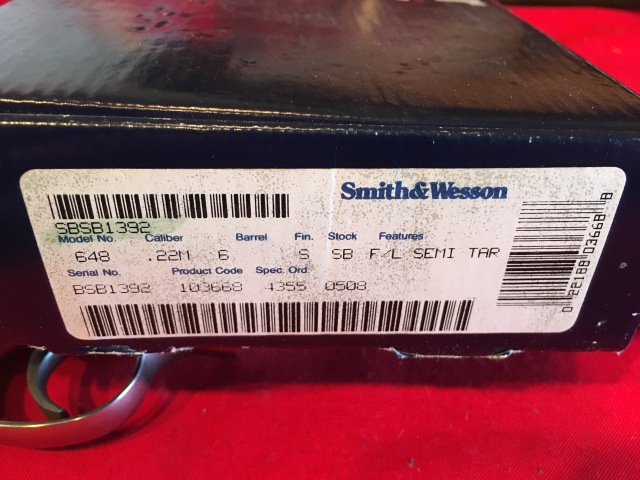 Smith&Wesson
SBSB1392
Model No. Caliber Barrel Fin. Stock Features
648 .22M 6 S SB F/L SEMI TAR
Serial No. Product Code Spec. Ord.
BSB1392 103668 4355 0508
0 22188 03668 8